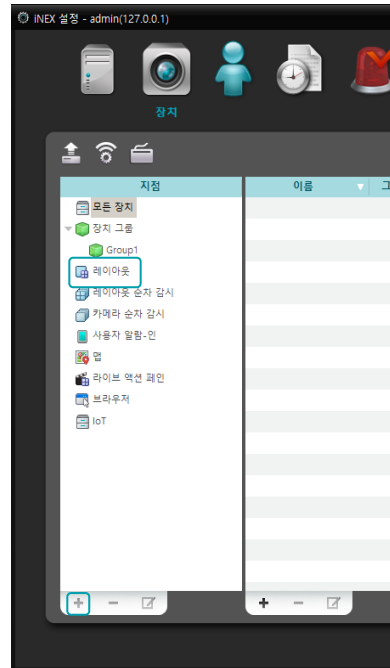 iNEX 설정 - admin(127.0.0.1)
장치
지점
이름
모든 장치
장치 그룹
Group1
레이아웃
레이아웃 순차 감시
카메라 순차 감시
사용자 알람-인
맵
라이브 액션 페인
브라우저
IoT